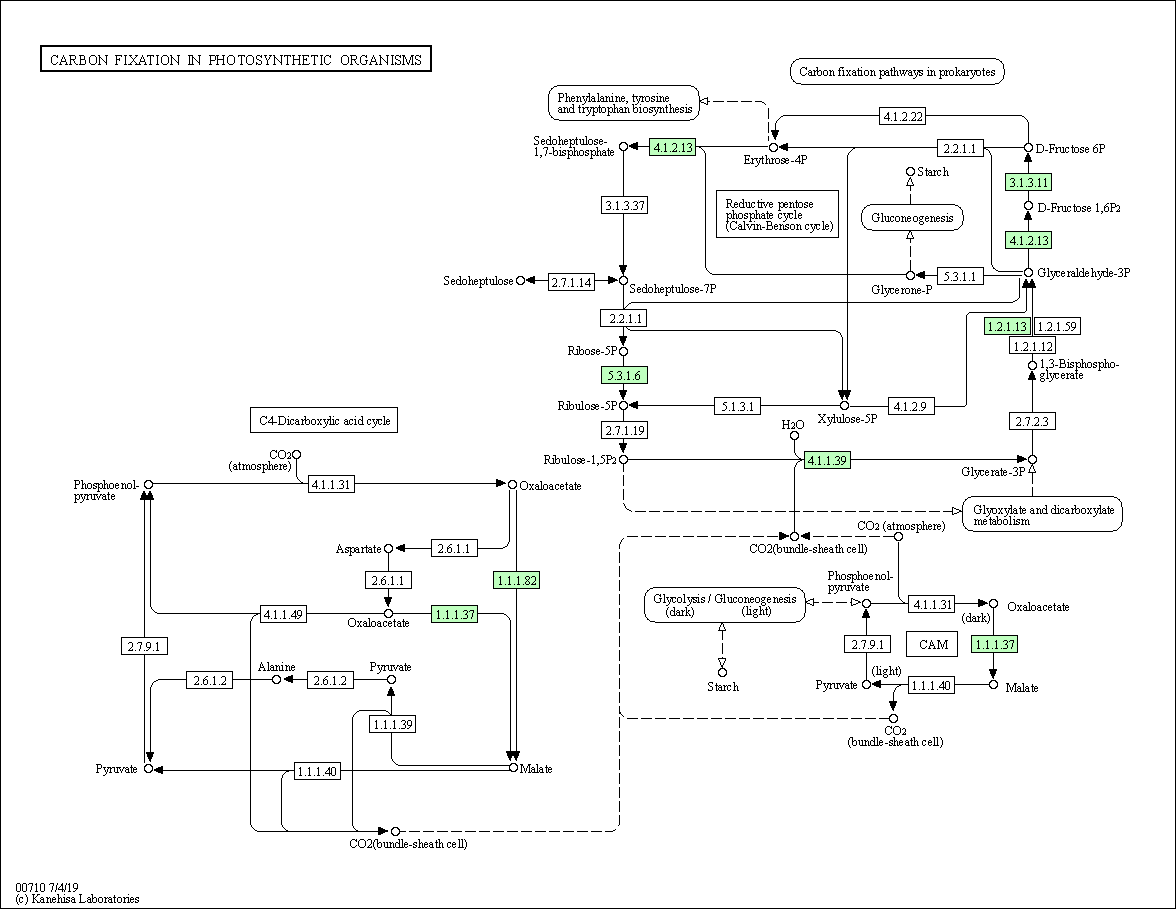 CARBON FIXATION IN PHOTOSYNTHETIC ORGANISMS
Carbon fixation pathways in prokaryotes
Phenylalanine, tyrosine
and tryptophan biosynthesis
4.1.2.22
Sedoheptulose-
1,7-bisphosphate
4.1.2.13
Erythrose-4P
2.2.1.1
D-Fructose 6P
Starch
3.1.3.11
3.1.3.37
Reductive pentose
phosphate cycle
(Calvin-Benson cycle)
Gluconeogenesis
D-Fructose 1,6P2
4.1.2.13
Sedoheptulose
2.7.1.14
Sedoheptulose-7P
Glycerone-P
5.3.1.1
Glyceraldehyde-3P
2.2.1.1
1.2.1.13
1.2.1.59
1.2.1.12
Ribose-5P
5.3.1.6
1,3-Bisphospho-
glycerate
Ribulose-5P
5.1.3.1
Xylulose-5P
4.1.2.9
C4-Dicarboxylic acid cycle
2.7.1.19
H2O
2.7.2.3
CO2
(atmosphere)
Ribulose-1,5P2
4.1.1.39
Glycerate-3P
Phosphoenol-
pyruvate
4.1.1.31
Oxaloacetate
Glyoxylate and dicarboxylate
metabolism
CO2 (atmosphere)
Aspartate
2.6.1.1
CO2(bundle-sheath cell)
2.6.1.1
1.1.1.82
Phosphoenol-
pyruvate
Glycolysis / Gluconeogenesis
(dark)
(light)
4.1.1.31
Oxaloacetate
(dark)
4.1.1.49
Oxaloacetate
1.1.1.37
2.7.9.1
2.7.9.1
CAM
1.1.1.37
(light)
2.6.1.2
Alanine
2.6.1.2
Pyruvate
Starch
Pyruvate
1.1.1.40
Malate
1.1.1.39
CO2
(bundle-sheath cell)
Pyruvate
1.1.1.40
Malate
CO2(bundle-sheath cell)
00710 7/4/19
(c) Kanehisa Laboratories